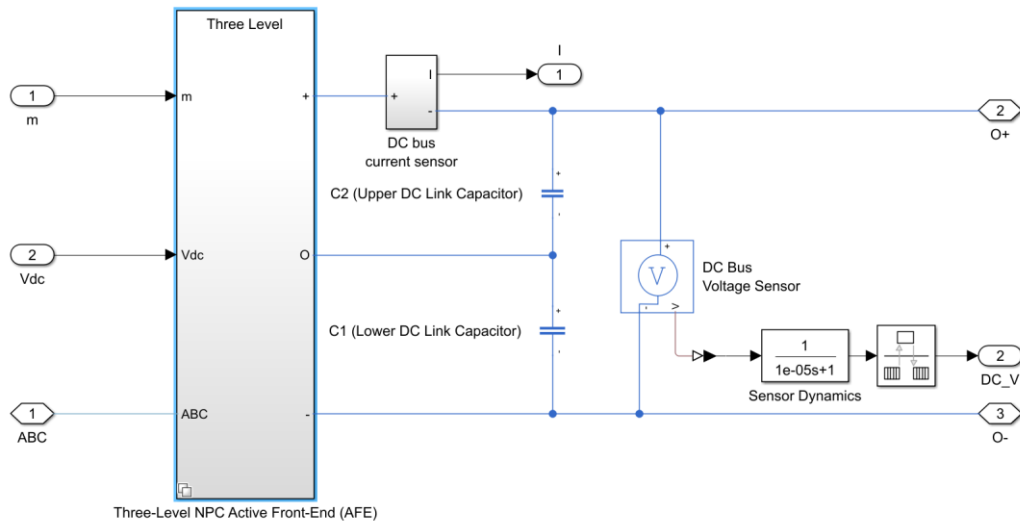 Three Level
I
1
1
m
m
+
+
I
-
DC bus
current sensor
2
O+
+
C2 (Upper DC Link Capacitor)
-
2
Vdc
Vdc
O
+
V
-
V
DC Bus
Voltage Sensor
+
C1 (Lower DC Link Capacitor)
-
1
1e-05s+1
Sensor Dynamics
2
DC_V
1
ABC
ABC
-
3
O-
Three-Level NPC Active Front-End (AFE)